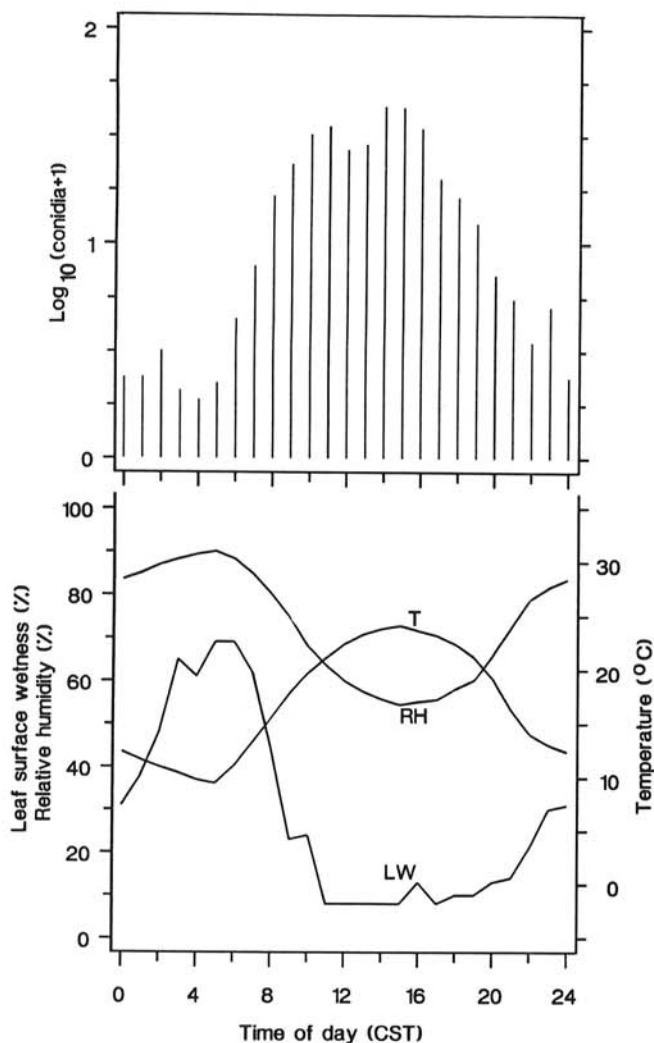 2
1
0
Log10 (conidia+1)
100
80
60
40
20
0
Leaf surface wetness (%)
Relative humidity (%)
T
RH
LW
30
20
10
0
Temperature (°C)
0 4 8 12 16 20 24
Time of day (CST)